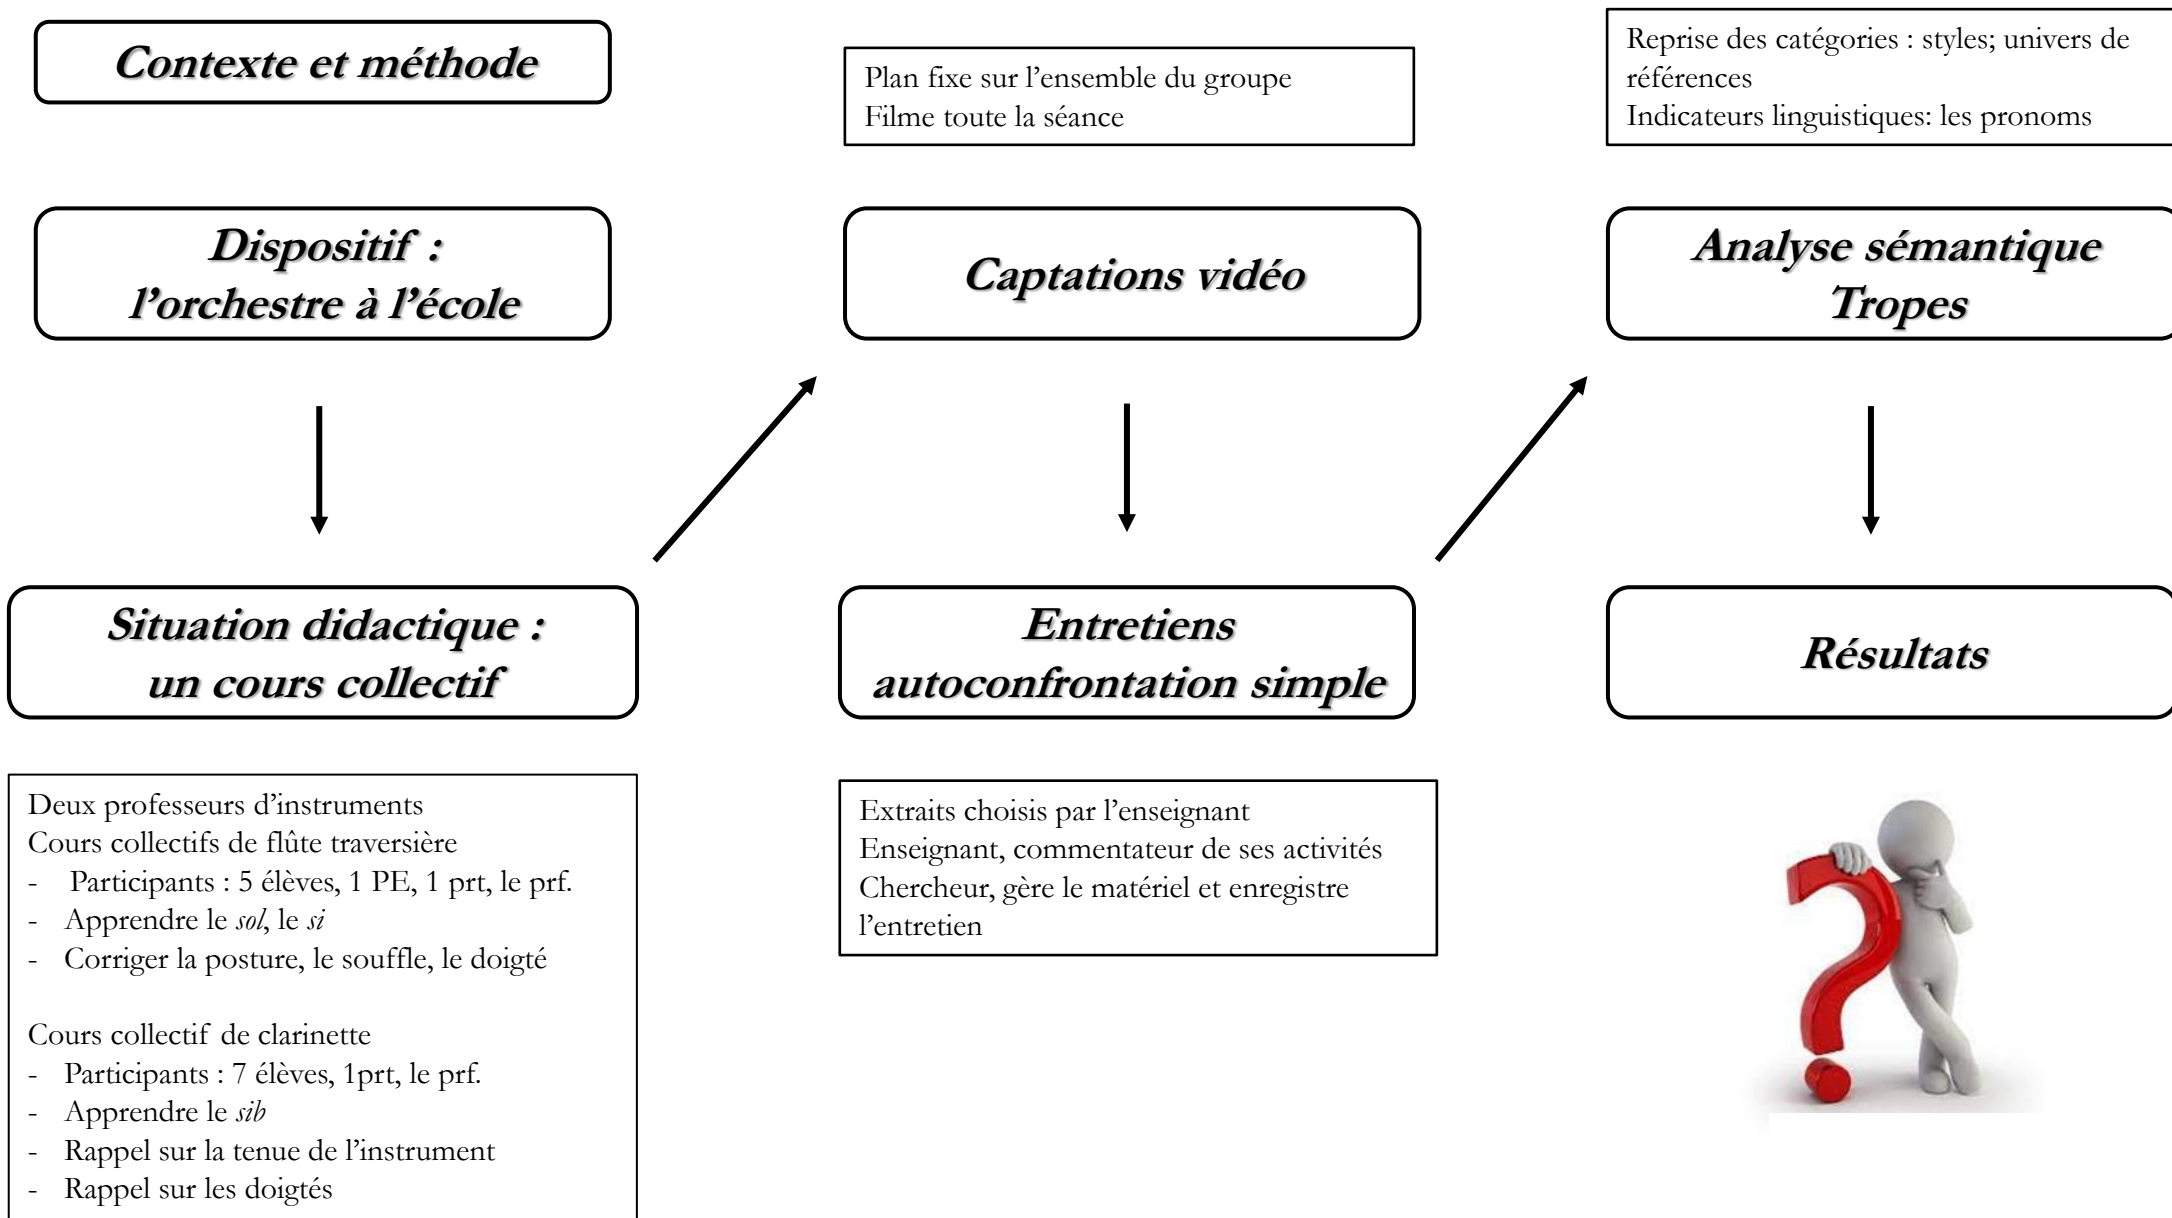 Contexte et méthode
Dispositif :
l’orchestre à l’école
Situation didactique :
un cours collectif
Deux professeurs d’instruments
Cours collectifs de flûte traversière
- Participants : 5 élèves, 1 PE, 1 prt, le prf.
- Apprendre le sol, le si
- Corriger la posture, le souffle, le doigté
Cours collectif de clarinette
- Participants : 7 élèves, 1prt, le prf.
- Apprendre le sib
- Rappel sur la tenue de l’instrument
- Rappel sur les doigtés
Plan fixe sur l’ensemble du groupe
Filme toute la séance
Captations vidéo
Entretiens
autoconfrontation simple
Extraits choisis par l’enseignant
Enseignant, commentateur de ses activités
Chercheur, gère le matériel et enregistre
l’entretien
Reprise des catégories : styles; univers de
références
Indicateurs linguistiques: les pronoms
Analyse sémantique
Tropes
Résultats
?